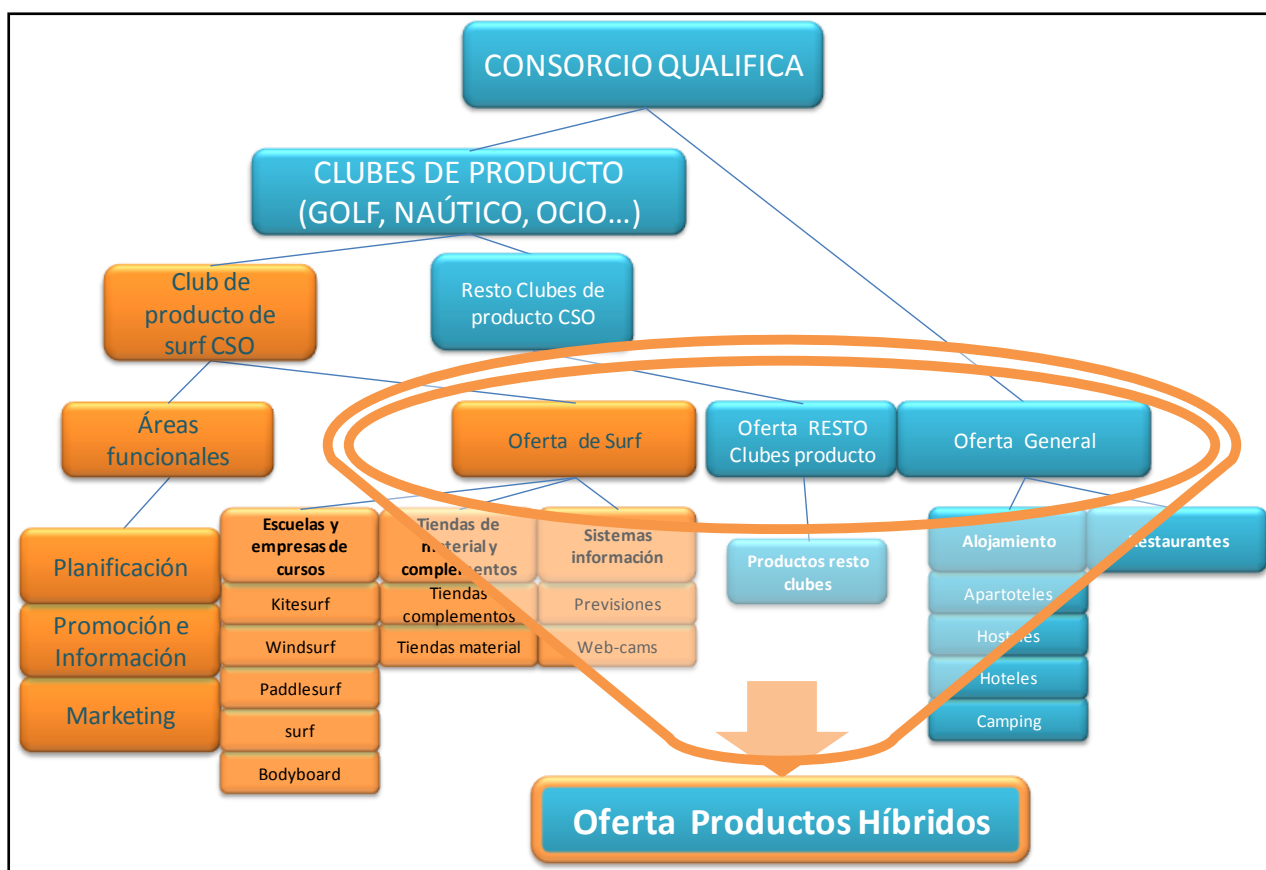 CONSORCIO QUALIFICA
CLUBES DE PRODUCTO
(GOLF, NAÚTICO, OCIO...)
Club de
producto de
surf CSO
Resto Clubes de
producto CSO
Áreas
funcionales
Oferta de Surf
Oferta RESTO
Clubes producto
Oferta General
Planificación
Promoción e
Información
Marketing
Escuelas y
empresas de
cursos
Kitesurf
Windsurf
Paddlesurf
surf
Bodyboard
Tiendas de
material y
complementos
Tiendas
complementos
Tiendas material
Sistemas
información
Previsiones
Web-cams
Productos resto
clubes
Alojamiento
Apartoteles
Hosteles
Hoteles
Camping
Restaurantes
Oferta Productos Híbridos